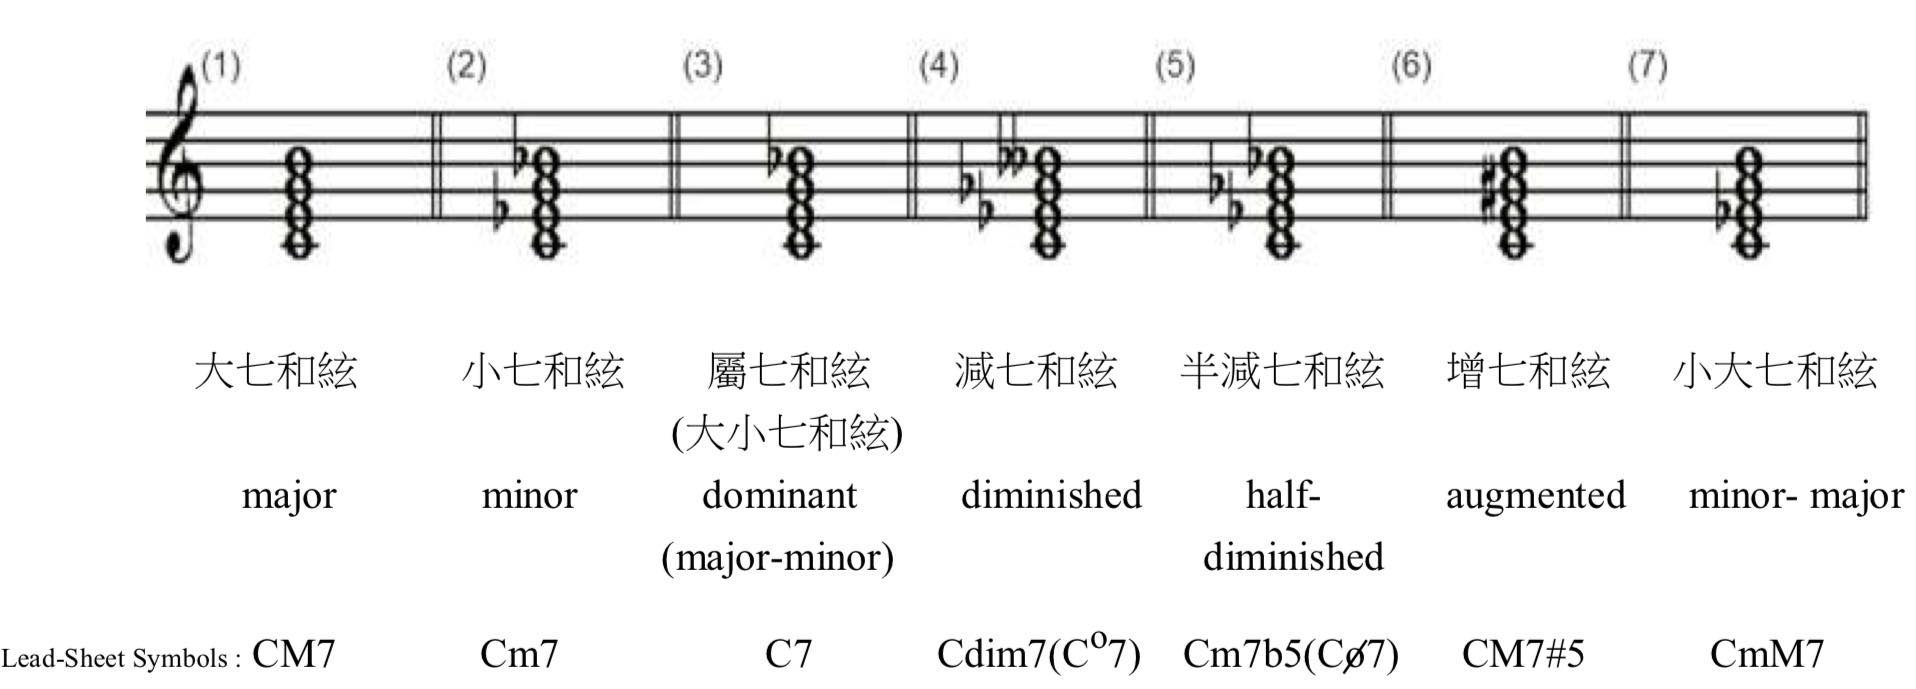 (1) (2) (3) (4) (5) (6) (7)
大七和絃 小七和絃 屬七和絃 減七和絃 半減七和絃 增七和絃 小大七和絃
(大小七和絃)
major minor dominant diminished half- augmented minor- major
(major-minor) diminished
Lead-Sheet Symbols : CM7 Cm7 C7 Cdim7(Cº7) Cm7b5(Cø7) CM7#5 CmM7